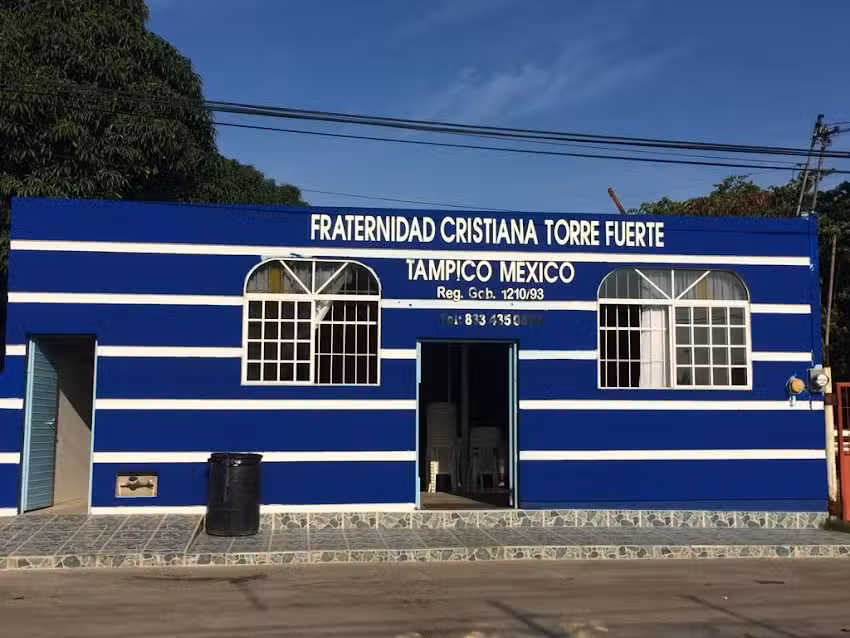 FRATERNIDAD CRISTIANA TORRE FUERTE
TAMPICO MEXICO
Reg. Gob. 1210/93
Tel: 833 435